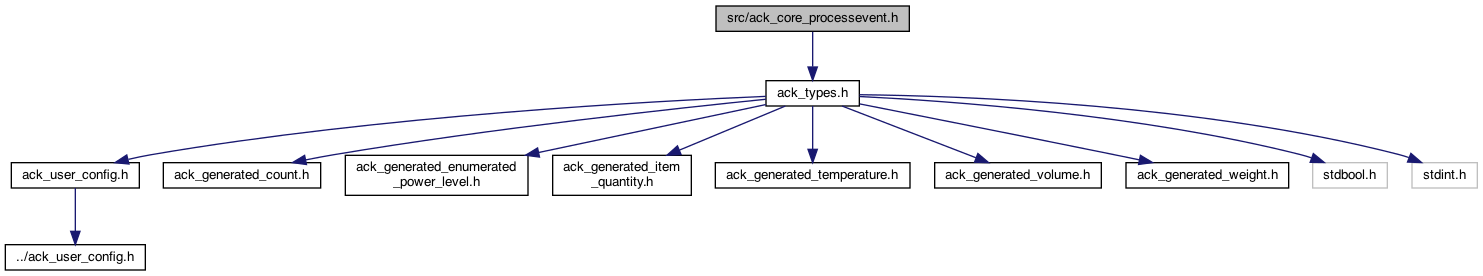 src/ack_core_processevent.h
ack_types.h
ack_user_config.h
ack_generated_count.h
ack_generated_enumerated
_power_level.h
ack_generated_item
_quantity.h
ack_generated_temperature.h
ack_generated_volume.h
ack_generated_weight.h
stdbool.h
stdint.h
../ack_user_config.h